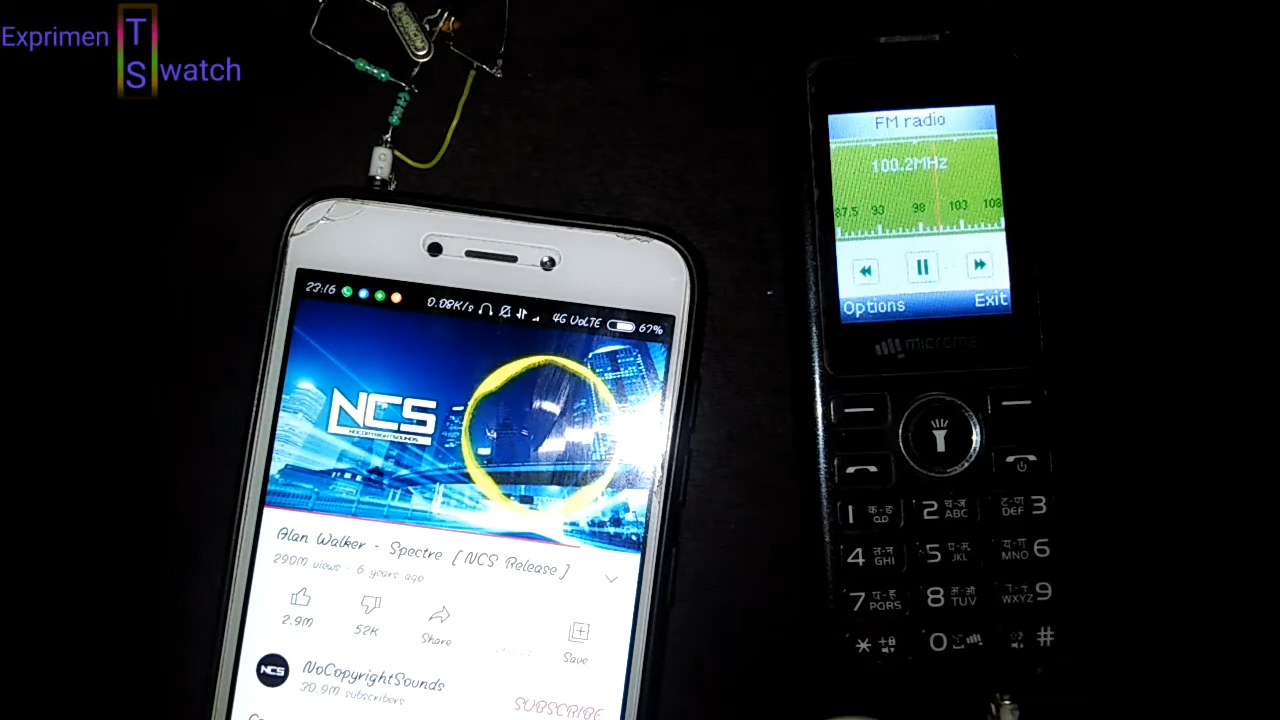 Exprimen T
S watch
FM radio
100.2MHz
87.5 93 98 103 108
Options Exit
23:16 0.08K/s 4G VoLTE 67%
NCS
NOCOPYRIGHTSOUNDS
Alan Walker - Spectre [NCS Release]
290M views · 6 years ago
2.9M 52K Share Save
NCS NoCopyrightSounds
30.9M subscribers
SUBSCRIBE
1 क-ङ
2 च-ञ ABC
ट-ण DEF 3
4 त-न GHI
5 प-म JKL
य- MNO 6
7 PQRS
8 TUV
WXYZ 9
* 0 #